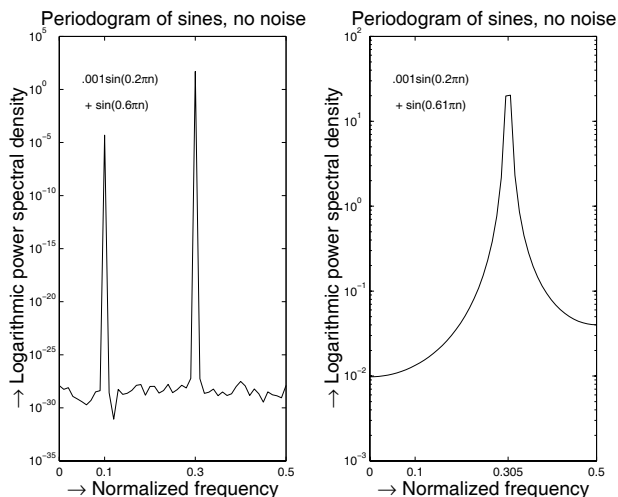 Periodogram of sines, no noise
→ Logarithmic power spectral density
10^5
10^0
10^-5
10^-10
10^-15
10^-20
10^-25
10^-30
10^-35
.001sin(0.2πn)
+ sin(0.6πn)
0 0.1 0.3 0.5
→ Normalized frequency
Periodogram of sines, no noise
→ Logarithmic power spectral density
10^2
10^1
10^0
10^-1
10^-2
10^-3
.001sin(0.2πn)
+ sin(0.61πn)
0 0.1 0.305 0.5
→ Normalized frequency